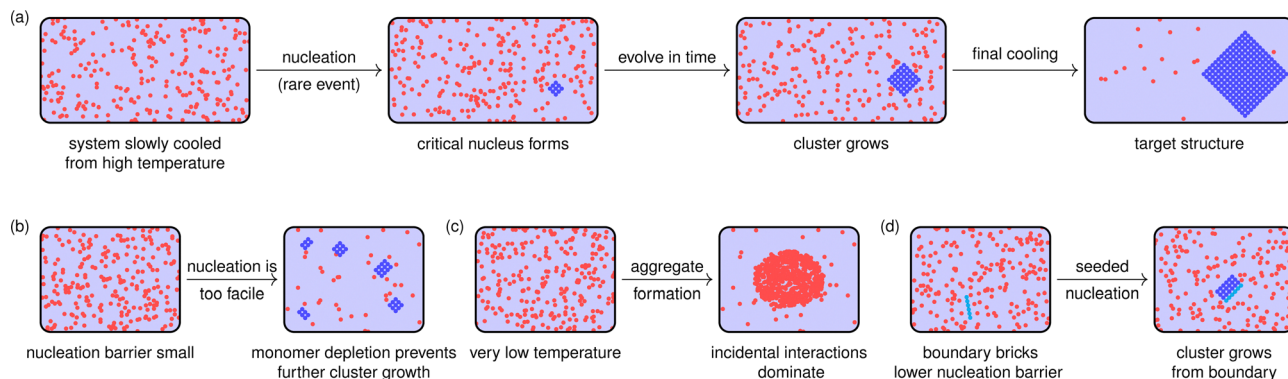 (a)
nucleation
(rare event)
evolve in time
final cooling
system slowly cooled
from high temperature
critical nucleus forms
cluster grows
target structure
(b)
nucleation is
too facile
nucleation barrier small
monomer depletion prevents
further cluster growth
(c)
aggregate
formation
very low temperature
incidental interactions
dominate
(d)
seeded
nucleation
boundary bricks
lower nucleation barrier
cluster grows
from boundary